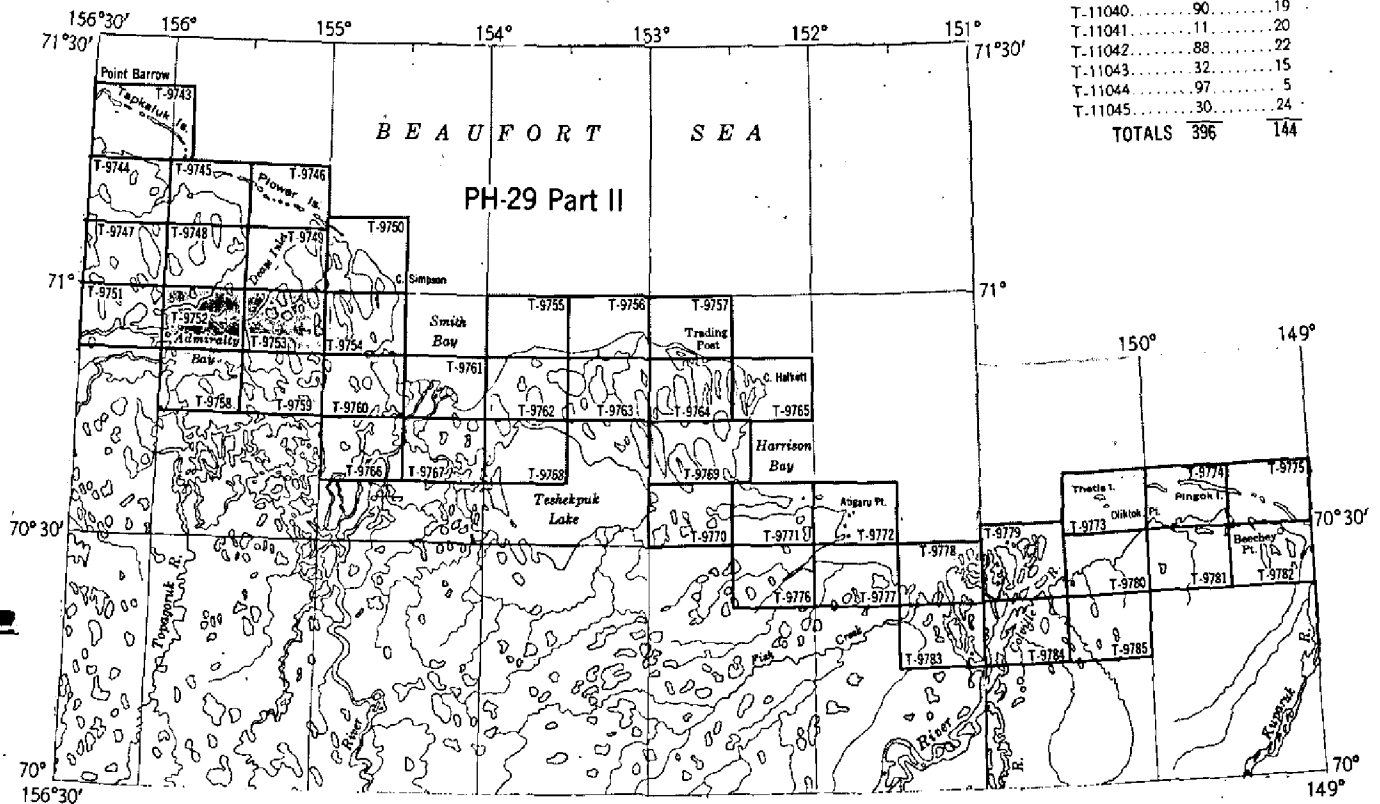 T-11040........90........19
T-11041........11........20
T-11042........88........22
T-11043........32........15
T-11044........97........5
T-11045........30........24
TOTALS 396 144
156°30' 156° 155° 154° 153° 152° 151°
71°30' 71°30'
Point Barrow
T-9743
Tapkaluk Is.
BEAUFORT SEA
PH-29 Part II
T-9744 T-9745 T-9746
Plower Is.
T-9747 T-9748 T-9749 T-9750
Dease Inlet
C. Simpson
71° 71°
T-9751 T-9752 T-9753 T-9754
Admiralty Bay
Smith Bay
T-9755 T-9756 T-9757
Trading Post
150° 149°
T-9758 T-9759 T-9760 T-9761
T-9762 T-9763 T-9764 T-9765
C. Halkett
Harrison Bay
T-9766 T-9767 T-9768 T-9769
Teshekpuk Lake
Atigaru Pt.
T-9770 T-9771 T-9772
Thetis I.
Oliktok Pt.
Pingok I.
T-9773 T-9774 T-9775
70°30' 70°30'
T-9776 T-9777 T-9778 T-9779
Beechey Pt.
T-9780 T-9781 T-9782
Topagoruk R.
Fish Creek
Colville R.
T-9783 T-9784 T-9785
River
River
R.
Kuparuk R.
70° 70°
156°30' 149°